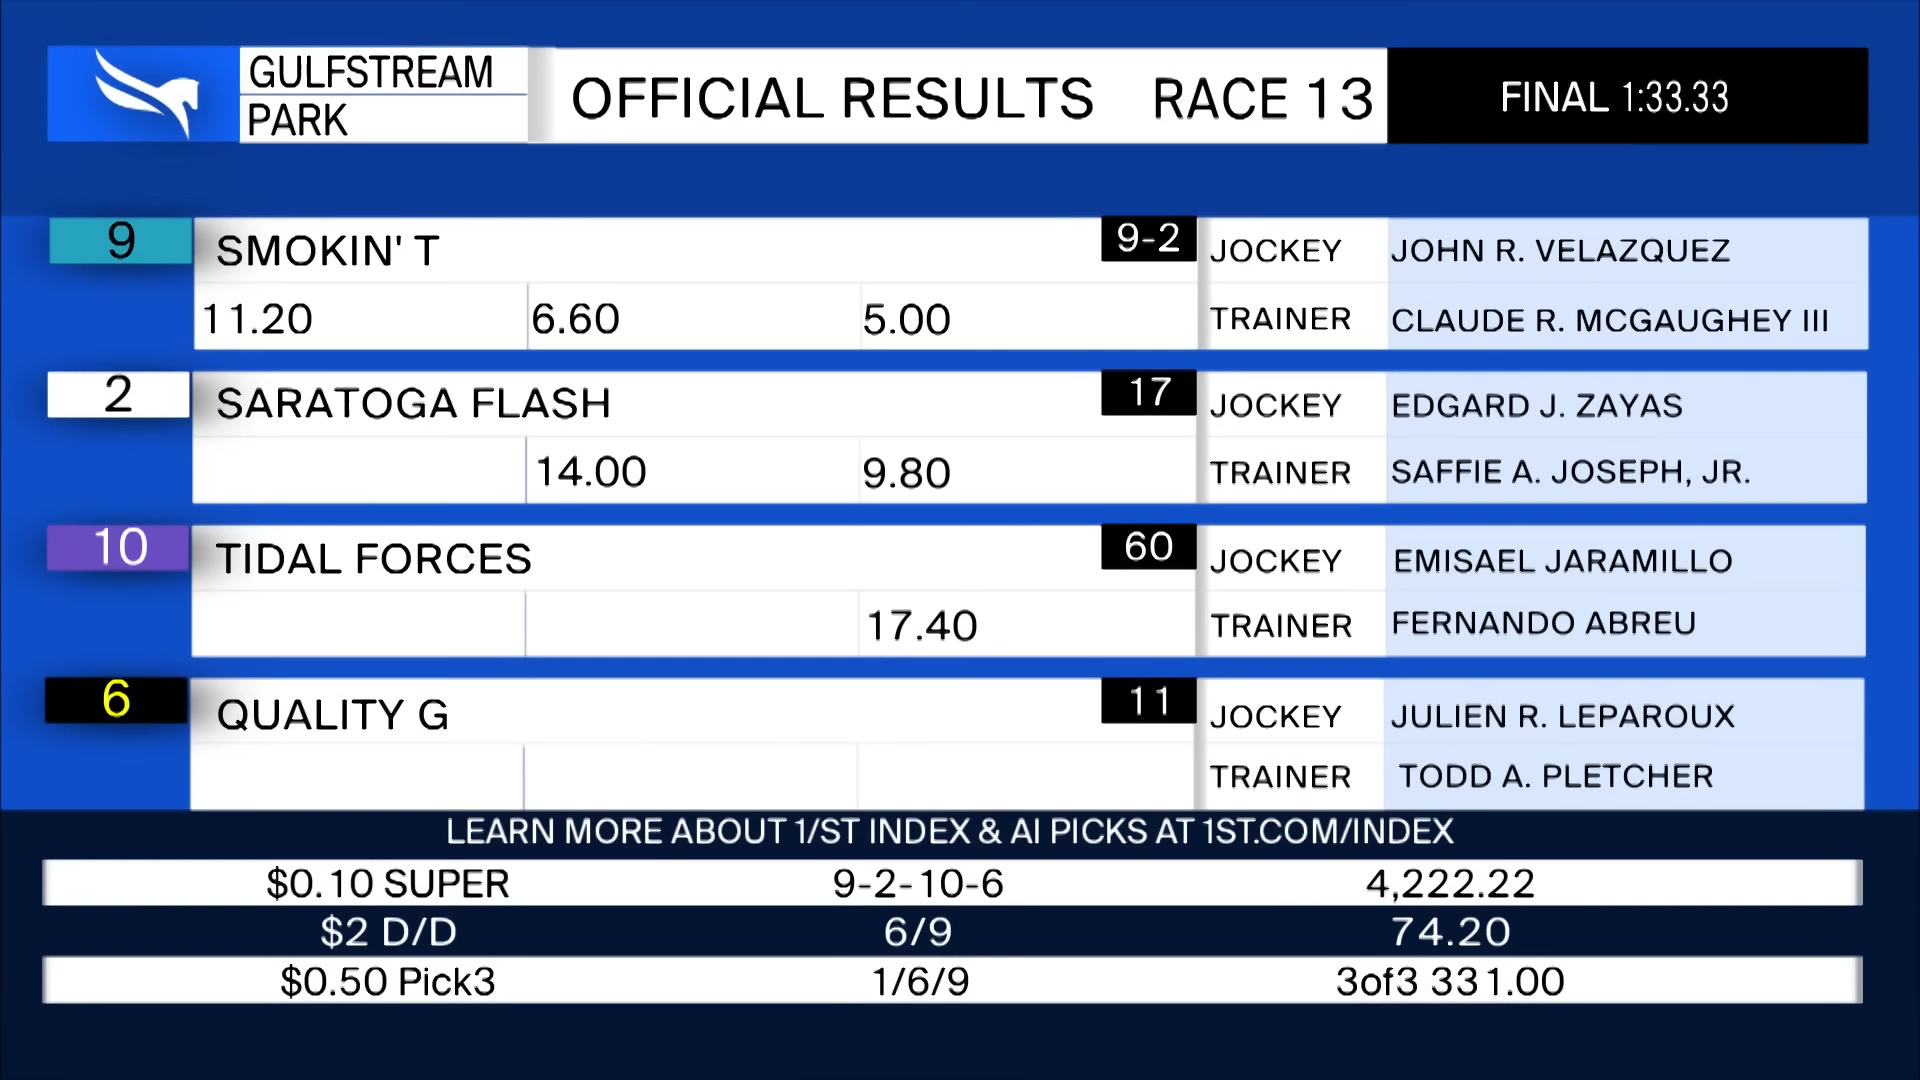 GULFSTREAM
PARK
OFFICIAL RESULTS RACE 13
FINAL 1:33.33
9 SMOKIN' T 9-2 JOCKEY JOHN R. VELAZQUEZ
11.20 6.60 5.00 TRAINER CLAUDE R. MCGAUGHEY III
2 SARATOGA FLASH 17 JOCKEY EDGARD J. ZAYAS
14.00 9.80 TRAINER SAFFIE A. JOSEPH, JR.
10 TIDAL FORCES 60 JOCKEY EMISAEL JARAMILLO
17.40 TRAINER FERNANDO ABREU
6 QUALITY G 11 JOCKEY JULIEN R. LEPAROUX
TRAINER TODD A. PLETCHER
LEARN MORE ABOUT 1/ST INDEX & AI PICKS AT 1ST.COM/INDEX
$0.10 SUPER 9-2-10-6 4,222.22
$2 D/D 6/9 74.20
$0.50 Pick3 1/6/9 3of3 331.00